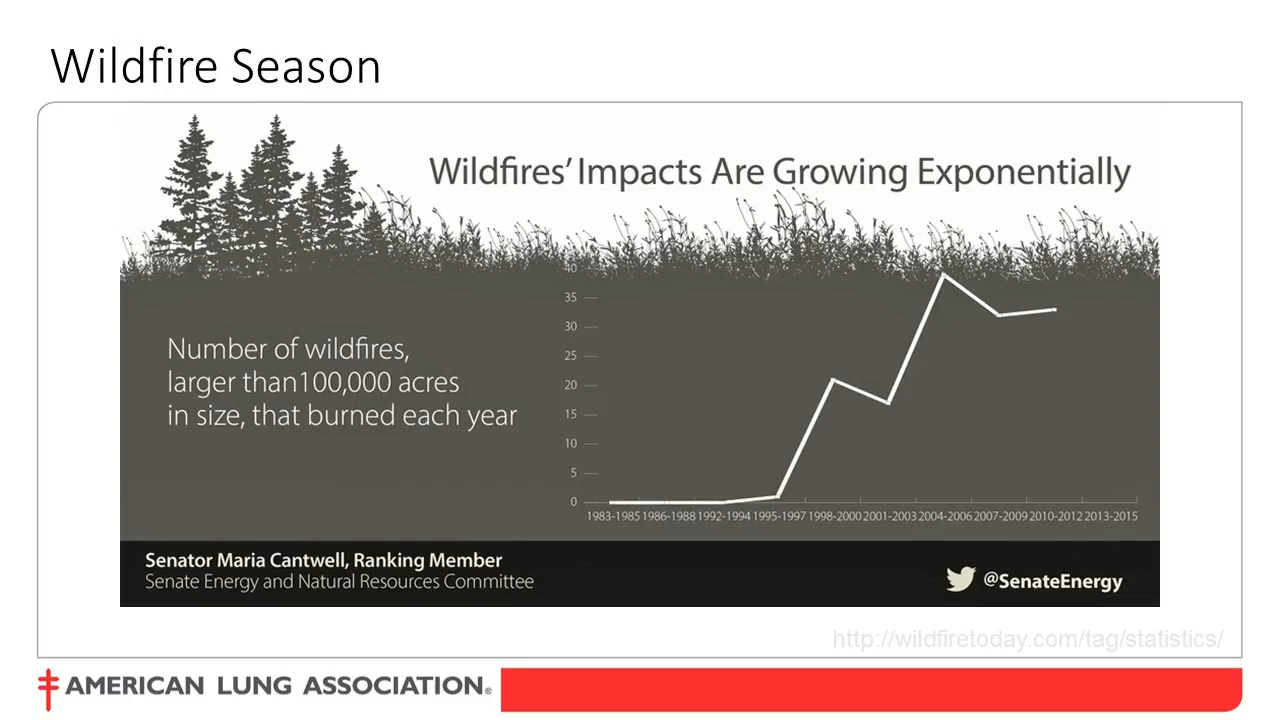 Wildfire Season
Wildfires' Impacts Are Growing Exponentially
Number of wildfires,
larger than100,000 acres
in size, that burned each year
40
35
30
25
20
15
10
5
0
1983-1985 1986-1988 1992-1994 1995-1997 1998-2000 2001-2003 2004-2006 2007-2009 2010-2012 2013-2015
Senator Maria Cantwell, Ranking Member
Senate Energy and Natural Resources Committee
@SenateEnergy
http://wildfiretoday.com/tag/statistics/
AMERICAN LUNG ASSOCIATION®